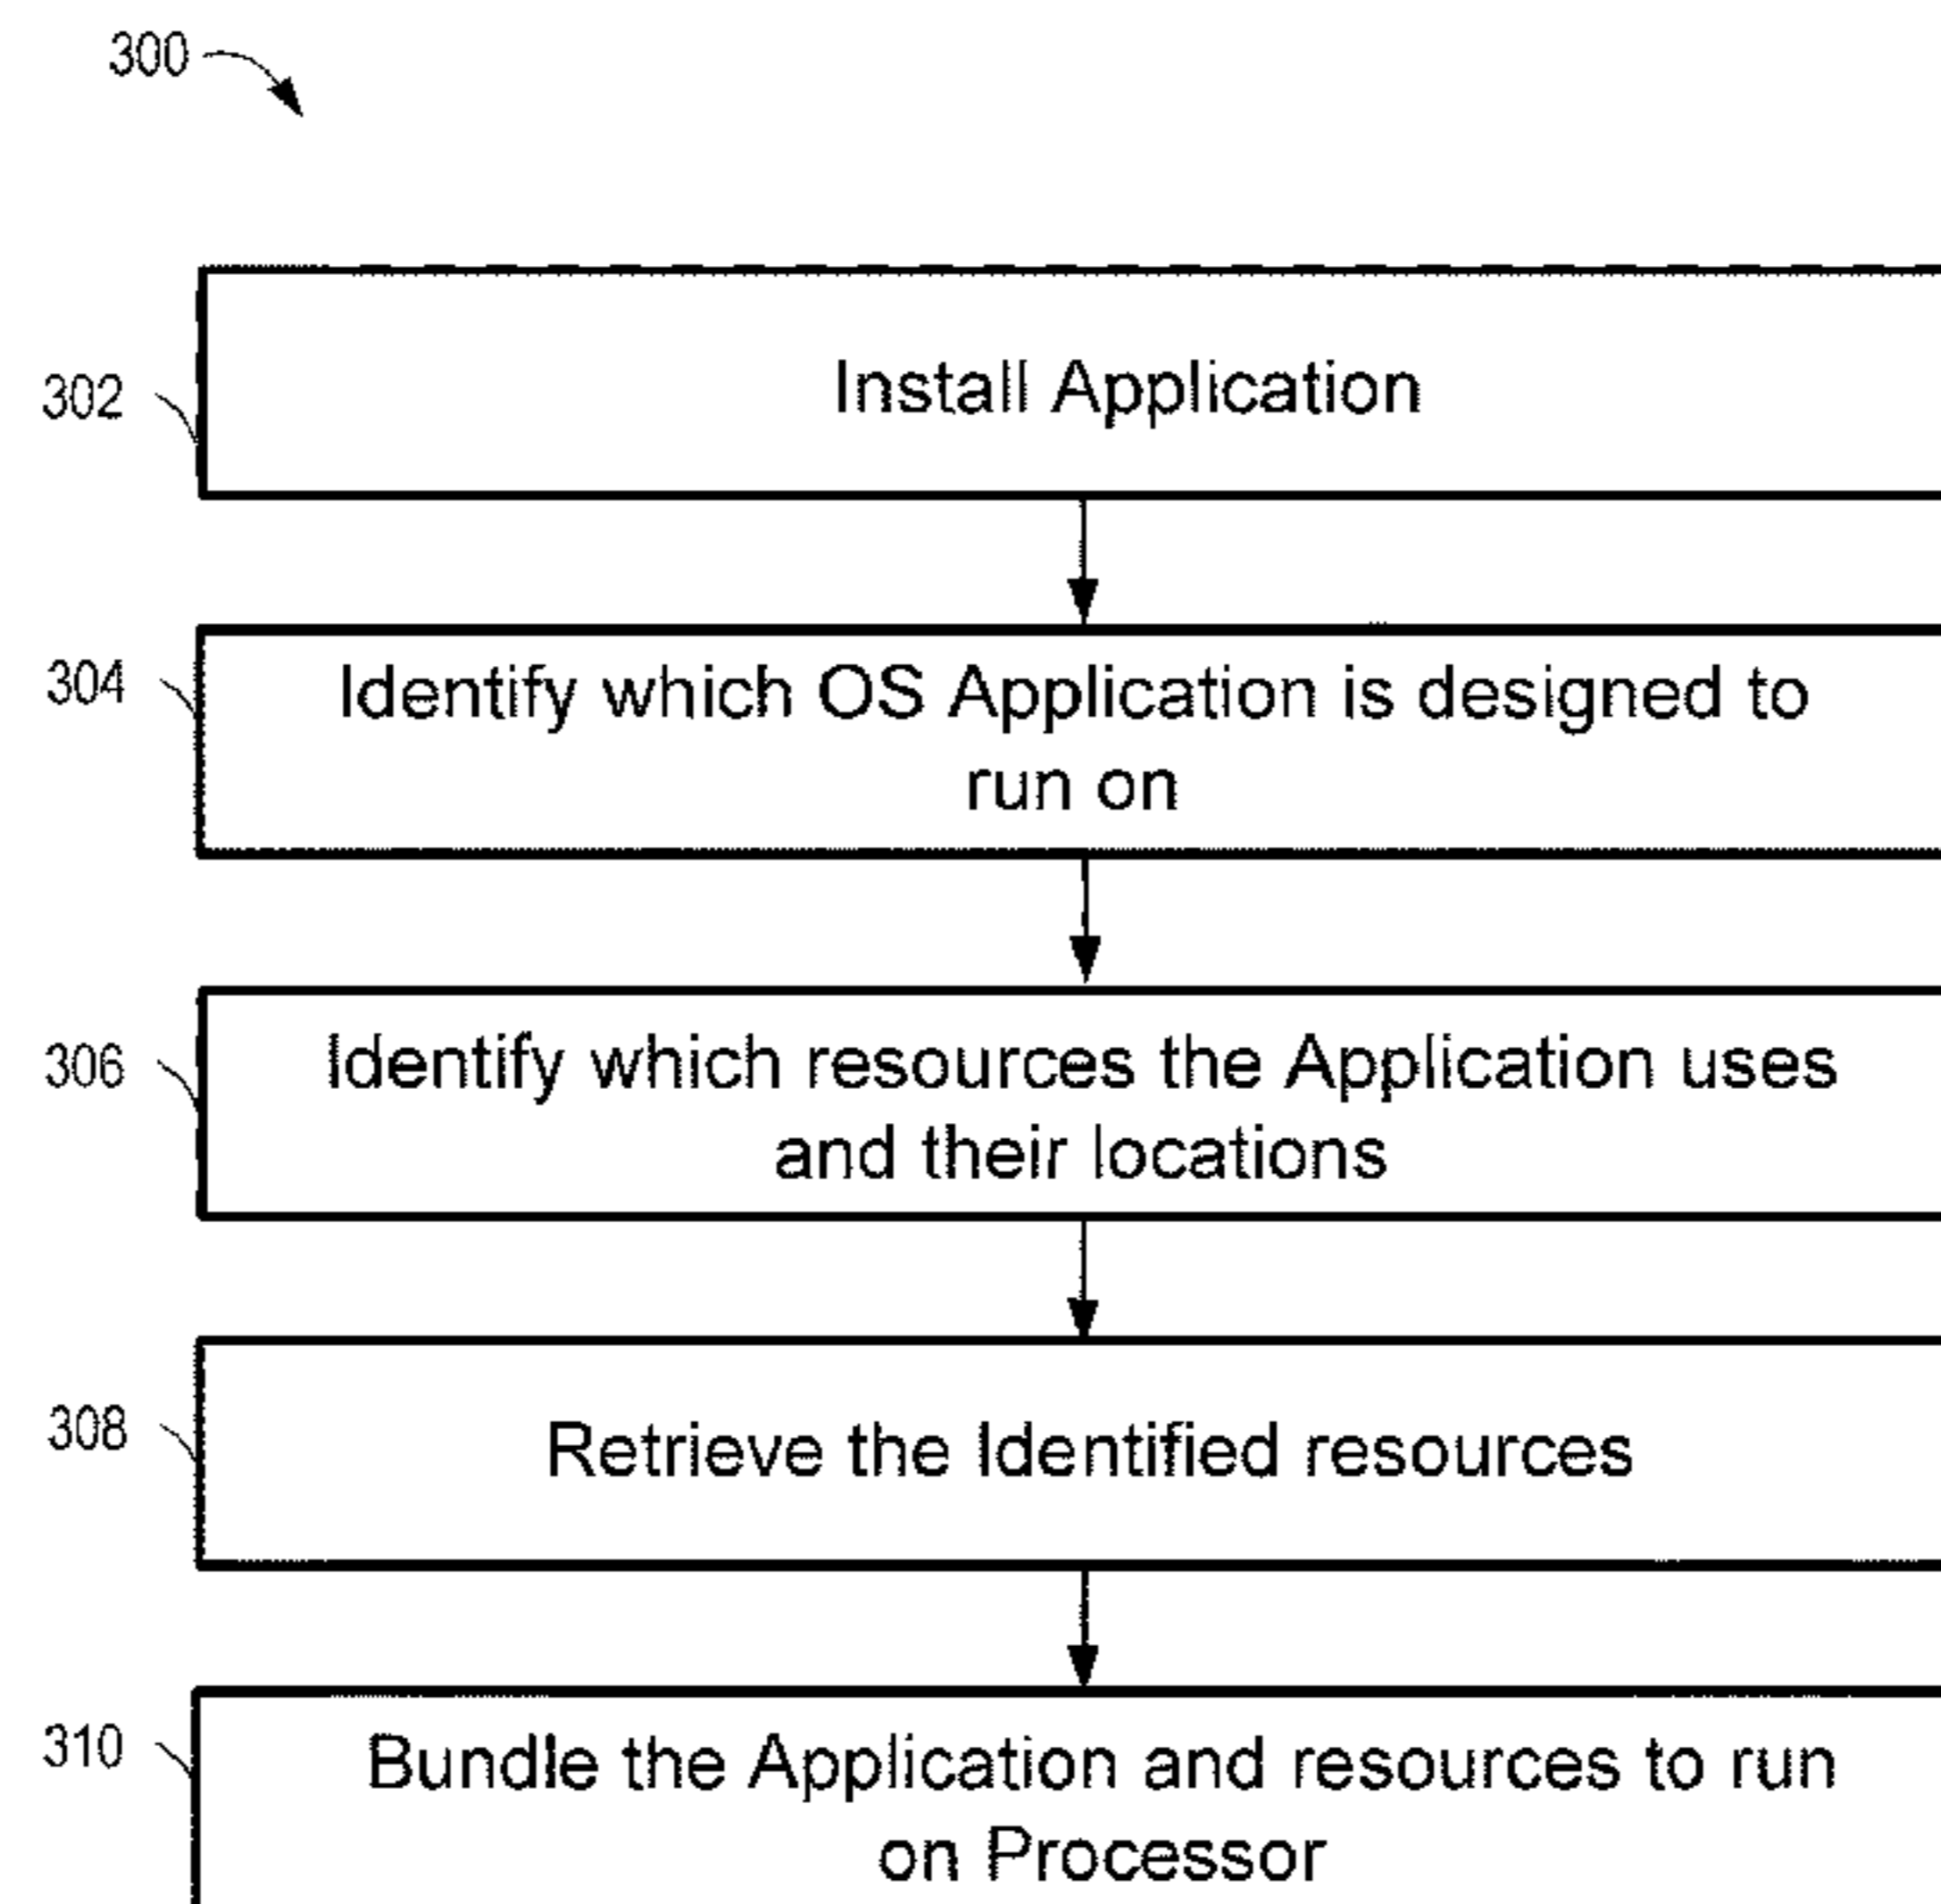 300
302
Install Application
304
Identify which OS Application is designed to
run on
306
Identify which resources the Application uses
and their locations
308
Retrieve the Identified resources
310
Bundle the Application and resources to run
on Processor